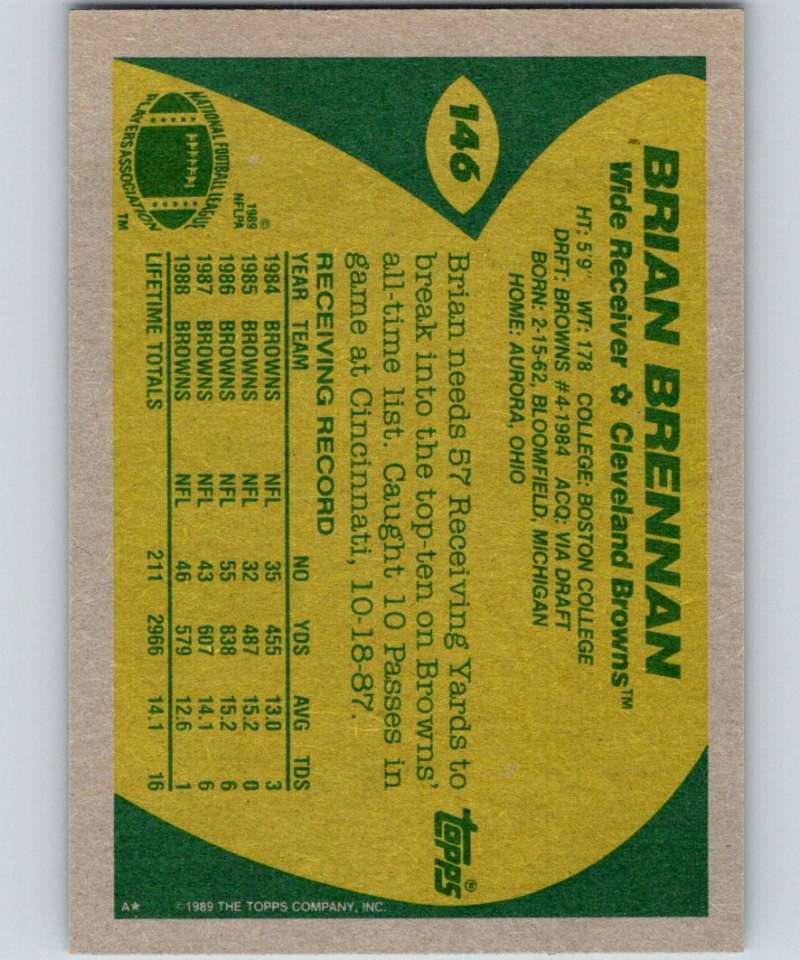 146
BRIAN BRENNAN
Wide Receiver ✿ Cleveland Browns™
HT: 5'9" WT: 178 COLLEGE: BOSTON COLLEGE
DRFT: BROWNS #4-1984 ACQ: VIA DRAFT
BORN: 2-15-62, BLOOMFIELD, MICHIGAN
HOME: AURORA, OHIO
Brian needs 57 Receiving Yards to
break into the top-ten on Browns'
all-time list. Caught 10 Passes in
game at Cincinnati, 10-18-87.
topps®
NATIONAL FOOTBALL LEAGUE
PLAYERS ASSOCIATION
™
©
1989
NFLPA
RECEIVING RECORD
YEAR TEAM NO YDS AVG TDS
1984 BROWNS NFL 35 455 13.0 3
1985 BROWNS NFL 32 487 15.2 0
1986 BROWNS NFL 55 838 15.2 6
1987 BROWNS NFL 43 607 14.1 6
1988 BROWNS NFL 46 579 12.6 1
LIFETIME TOTALS 211 2966 14.1 16
A★ ©1989 THE TOPPS COMPANY, INC.